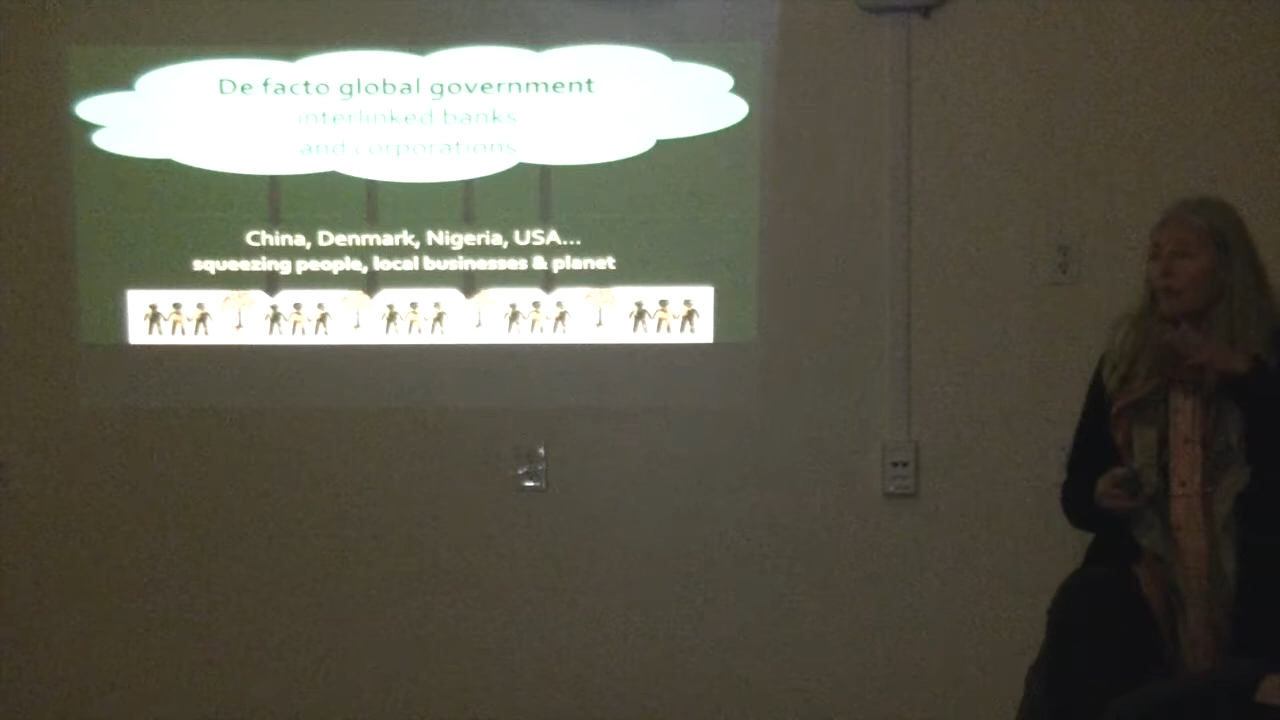 De facto global government
interlinked banks
and corporations
China, Denmark, Nigeria, USA...
squeezing people, local businesses & planet